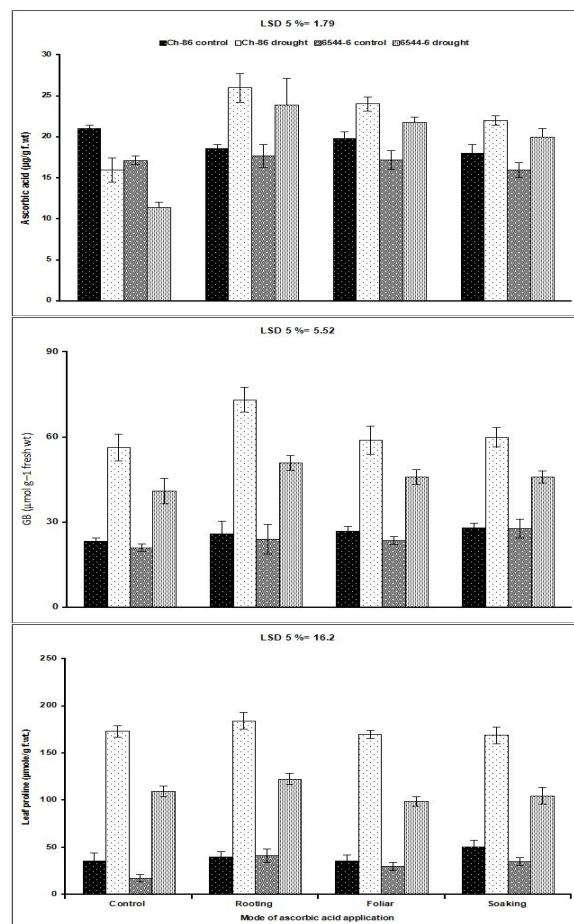 LSD 5 %= 1.79
Ch-86 control Ch-86 drought 6544-6 control 6544-6 drought
30
25
20
15
10
5
0
Ascorbic acid (µg/g f.wt)
LSD 5 %= 5.52
90
60
30
0
GB (µmol g–1 fresh wt)
LSD 5 %= 16.2
250
200
150
100
50
0
Leaf proline (µmole/g f.wt.)
Control Rooting Foliar Soaking
Mode of ascorbic acid application